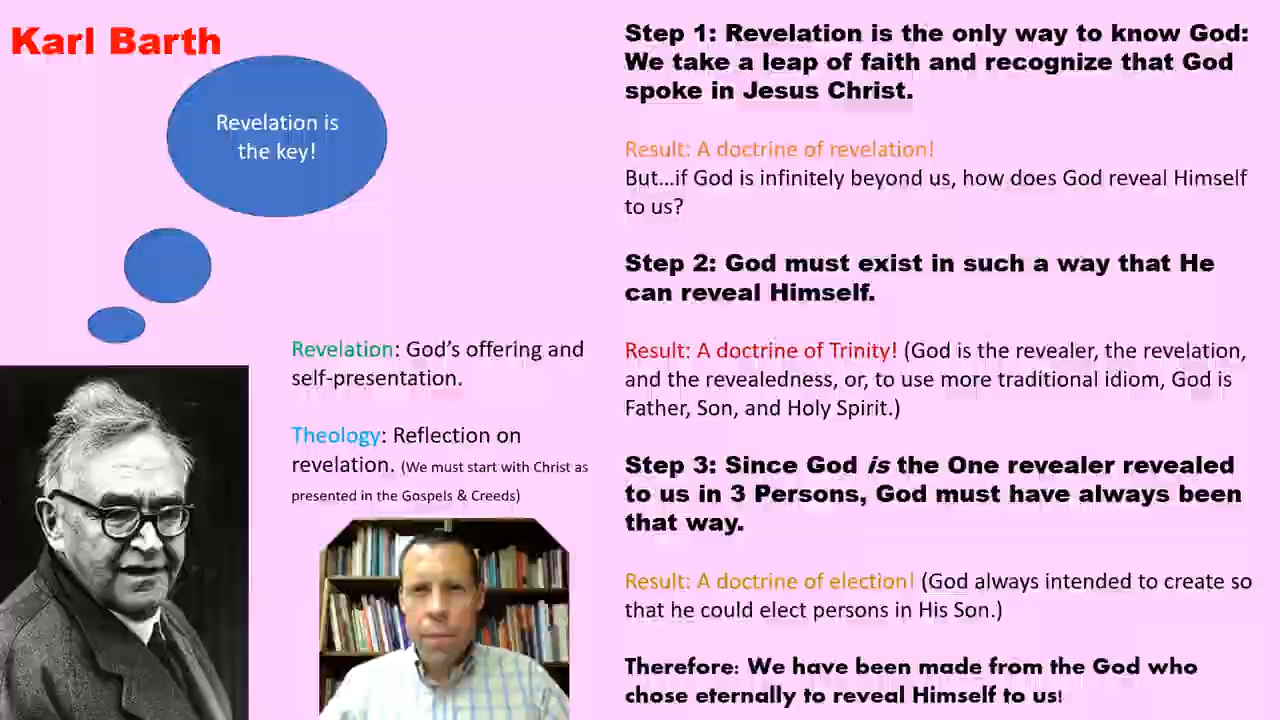 Karl Barth
Revelation is
the key!
Revelation: God's offering and
self-presentation.
Theology: Reflection on
revelation. (We must start with Christ as
presented in the Gospels & Creeds)
Step 1: Revelation is the only way to know God:
We take a leap of faith and recognize that God
spoke in Jesus Christ.
Result: A doctrine of revelation!
But...if God is infinitely beyond us, how does God reveal Himself
to us?
Step 2: God must exist in such a way that He
can reveal Himself.
Result: A doctrine of Trinity! (God is the revealer, the revelation,
and the revealedness, or, to use more traditional idiom, God is
Father, Son, and Holy Spirit.)
Step 3: Since God is the One revealer revealed
to us in 3 Persons, God must have always been
that way.
Result: A doctrine of election! (God always intended to create so
that he could elect persons in His Son.)
Therefore: We have been made from the God who
chose eternally to reveal Himself to us!